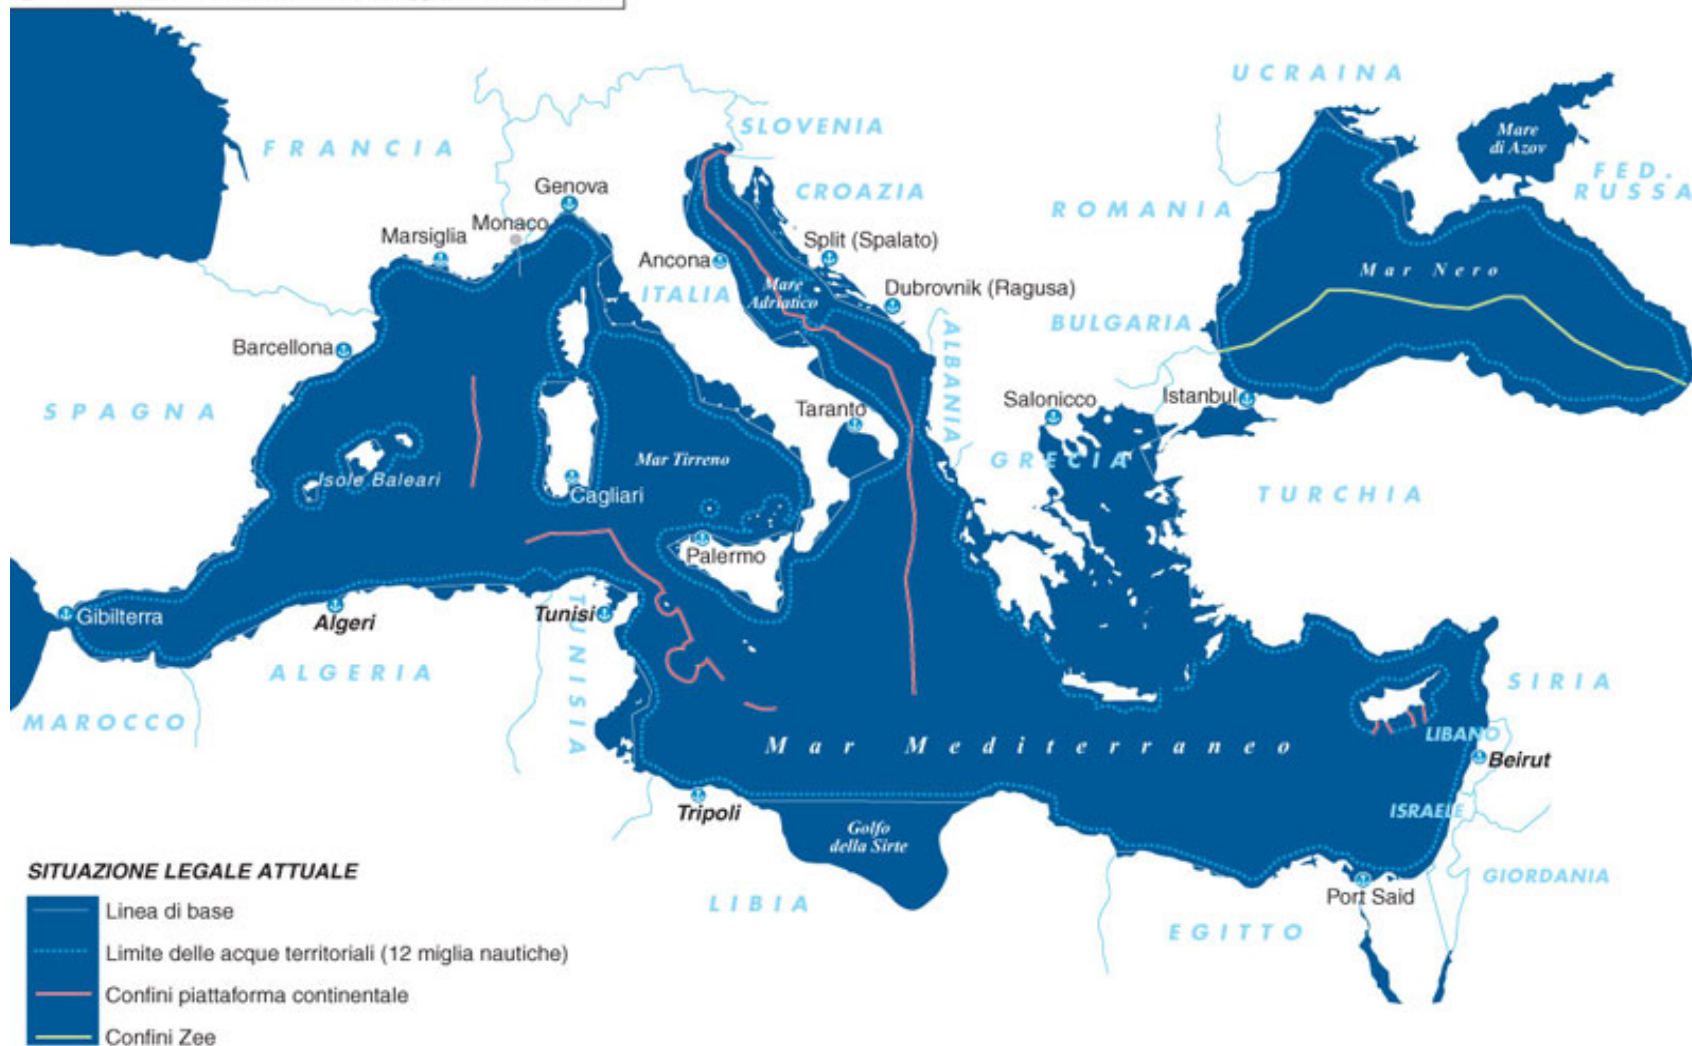 UCRAINA
Mare
di Azov
FED.
RUSSA
SLOVENIA
FRANCIA
Genova
CROAZIA
ROMANIA
Monaco
Marsiglia
Split (Spalato)
Ancona
ITALIA
Mare
Adriatico
Dubrovnik (Ragusa)
Mar Nero
BULGARIA
ALBANIA
Barcellona
SPAGNA
Taranto
Salonicco
Istanbul
Mar Tirreno
GRECIA
Isole Baleari
Cagliari
TURCHIA
Palermo
Gibilterra
Algeri
Tunisi
TUNISIA
ALGERIA
MAROCCO
SIRIA
LIBANO
Mar Mediterraneo
Beirut
Tripoli
ISRAELE
Golfo
della Sirte
GIORDANIA
Port Said
LIBIA
EGITTO
SITUAZIONE LEGALE ATTUALE
Linea di base
Limite delle acque territoriali (12 miglia nautiche)
Confini piattaforma continentale
Confini Zee